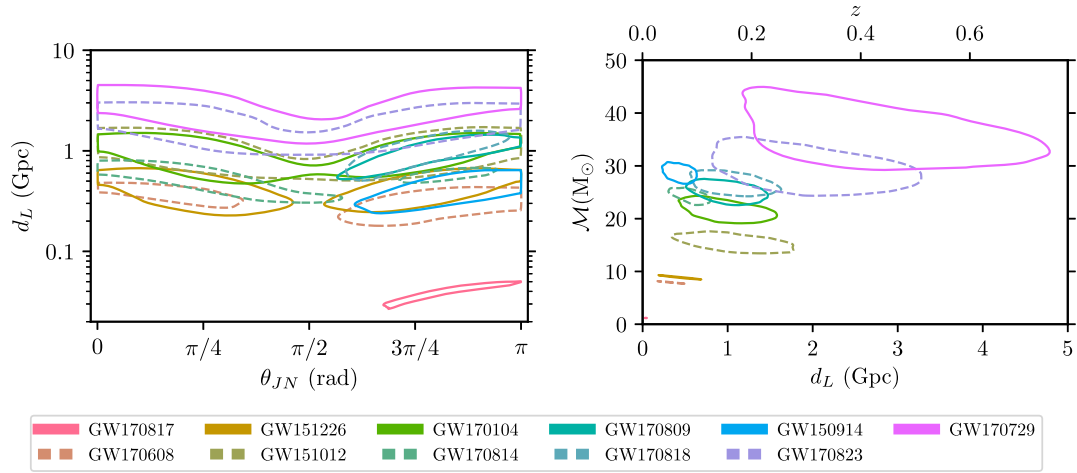 z
0.0 0.2 0.4 0.6
10
1
0.1
d_L (Gpc)
0 π/4 π/2 3π/4 π
θ_JN (rad)
50
40
30
20
10
0
ℳ(M⊙)
0 1 2 3 4 5
d_L (Gpc)
GW170817 GW151226 GW170104 GW170809 GW150914 GW170729
GW170608 GW151012 GW170814 GW170818 GW170823